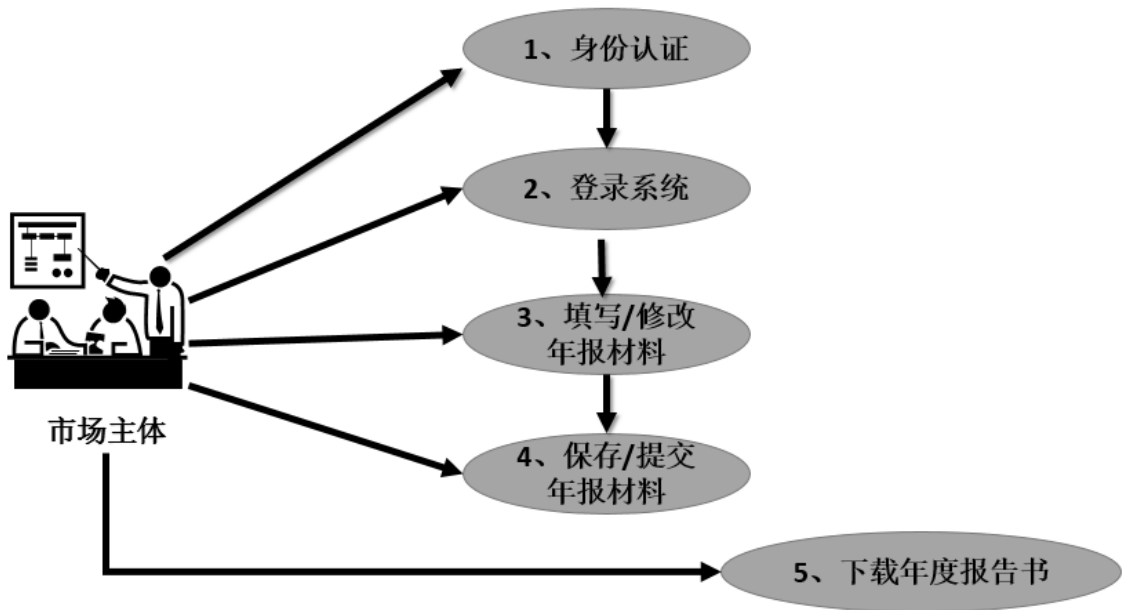 1、身份认证
2、登录系统
3、填写/修改
年报材料
市场主体
4、保存/提交
年报材料
5、下载年度报告书